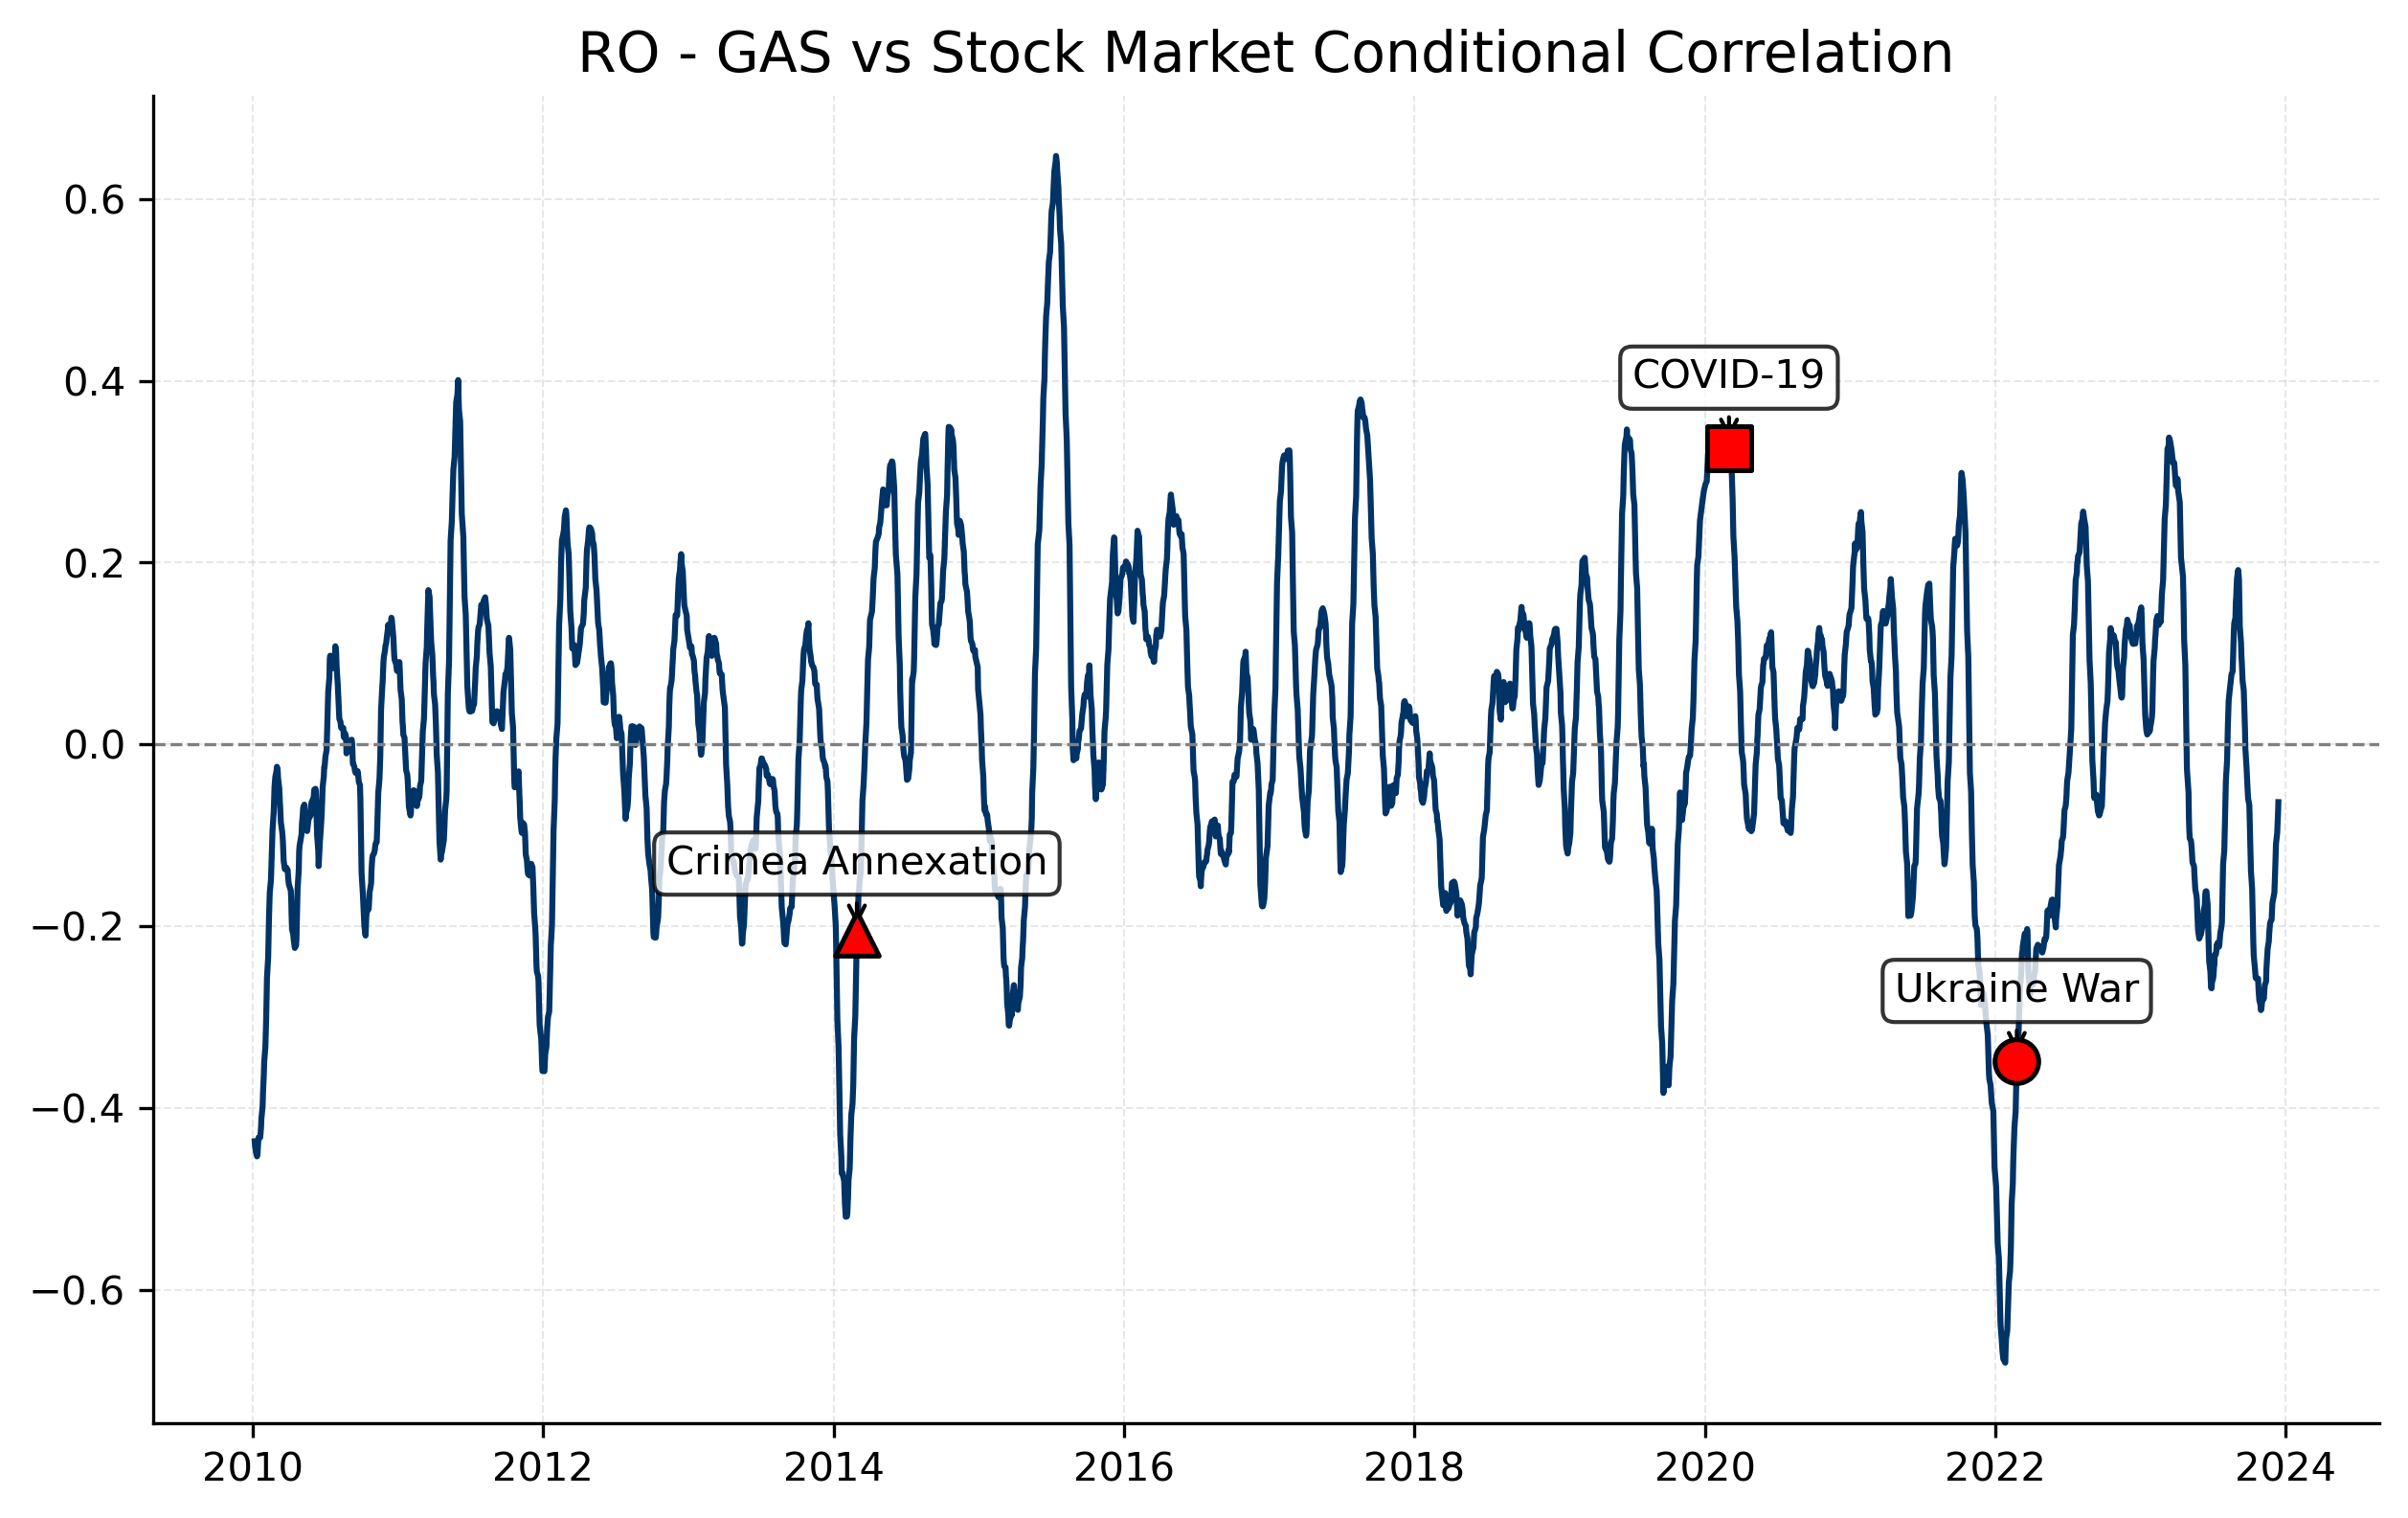 RO - GAS vs Stock Market Conditional Correlation
0.6
0.4
0.2
0.0
−0.2
−0.4
−0.6
COVID-19
Crimea Annexation
Ukraine War
2010 2012 2014 2016 2018 2020 2022 2024